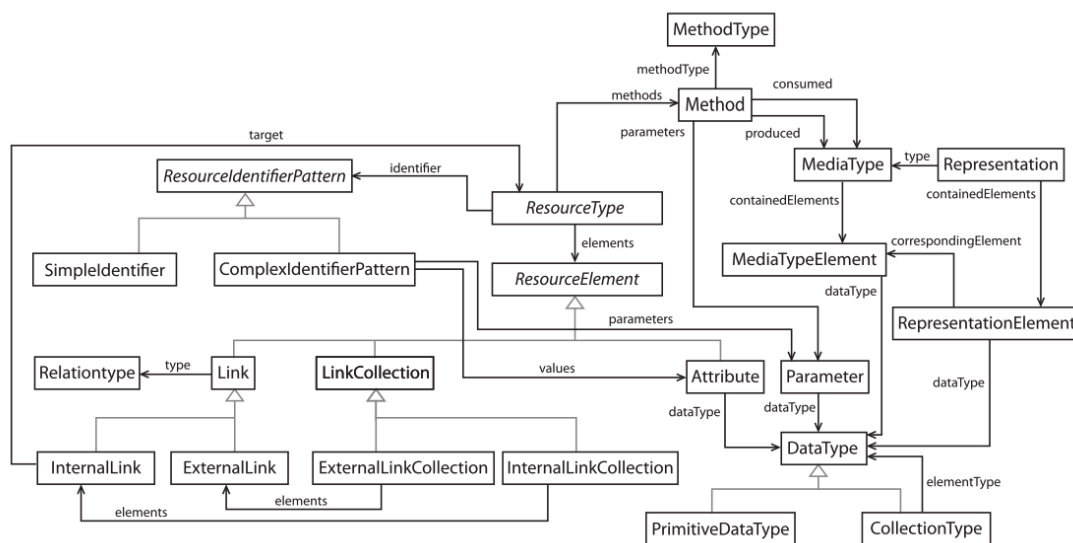 MethodType
methodType
consumed
methods
Method
parameters
produced
target
ResourceIdentifierPattern
identifier
MediaType
type
Representation
containedElements
containedElements
ResourceType
elements
correspondingElement
SimpleIdentifier
ComplexIdentifierPattern
ResourceElement
MediaTypeElement
dataType
parameters
RepresentationElement
Relationtype
type
Link
LinkCollection
values
Attribute
Parameter
dataType
dataType
dataType
InternalLink
ExternalLink
ExternalLinkCollection
InternalLinkCollection
DataType
elements
elements
elementType
PrimitiveDataType
CollectionType